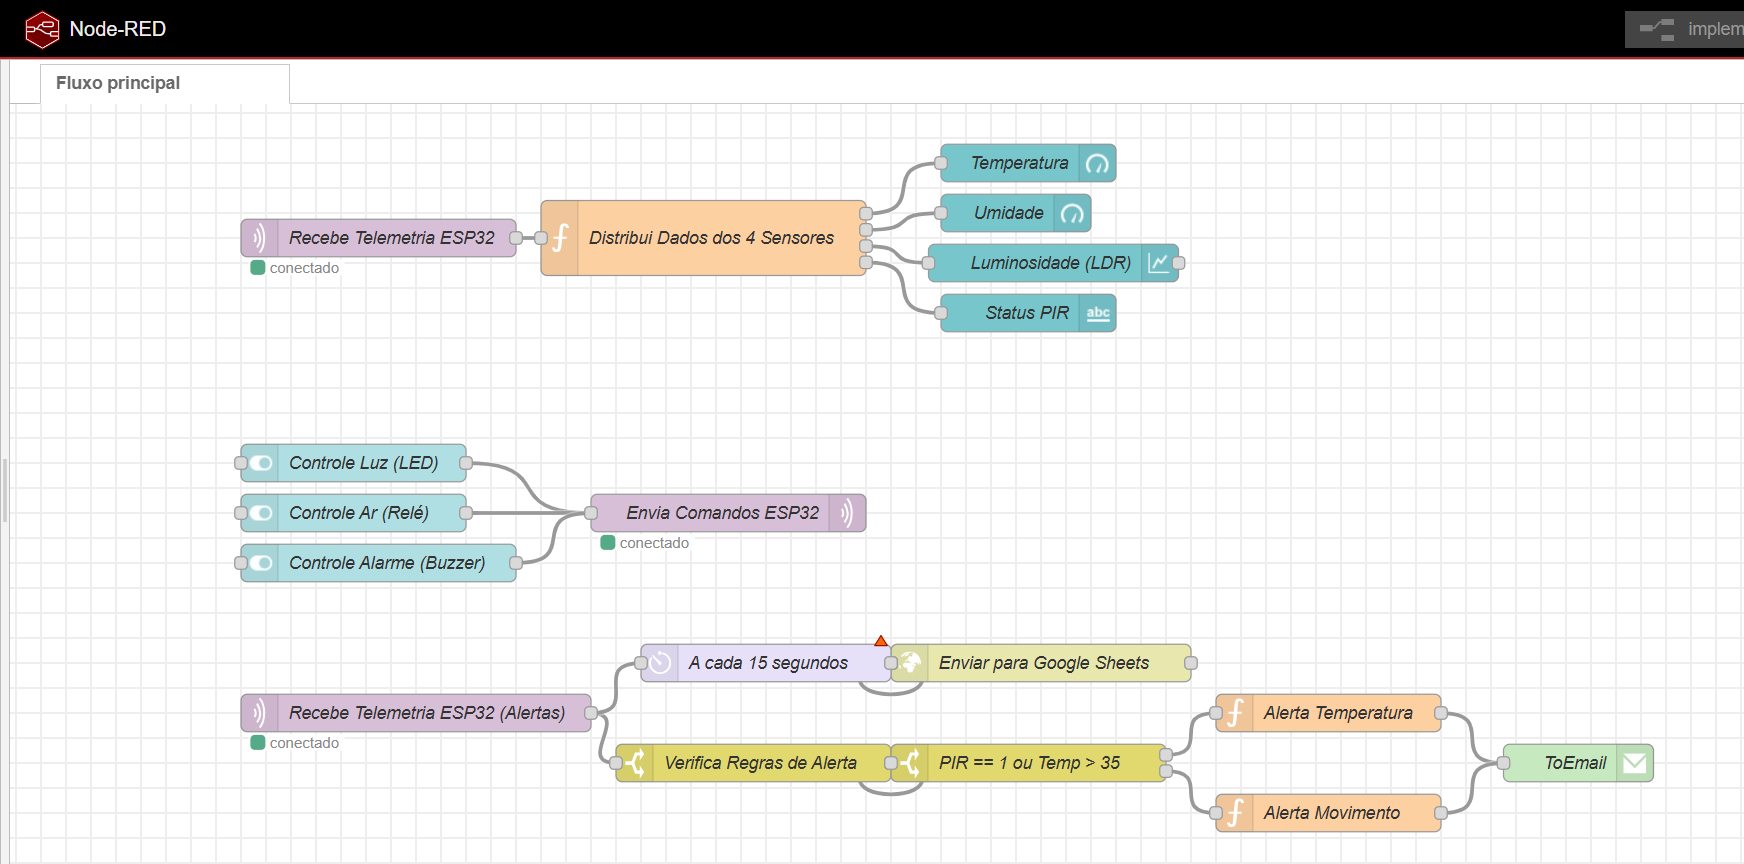 Node-RED
implem
Fluxo principal
Temperatura
Umidade
Recebe Telemetria ESP32
Distribui Dados dos 4 Sensores
conectado
Luminosidade (LDR)
Status PIR
abc
Controle Luz (LED)
Controle Ar (Relé)
Envia Comandos ESP32
conectado
Controle Alarme (Buzzer)
A cada 15 segundos
Enviar para Google Sheets
Recebe Telemetria ESP32 (Alertas)
conectado
Alerta Temperatura
Verifica Regras de Alerta
PIR == 1 ou Temp > 35
ToEmail
Alerta Movimento